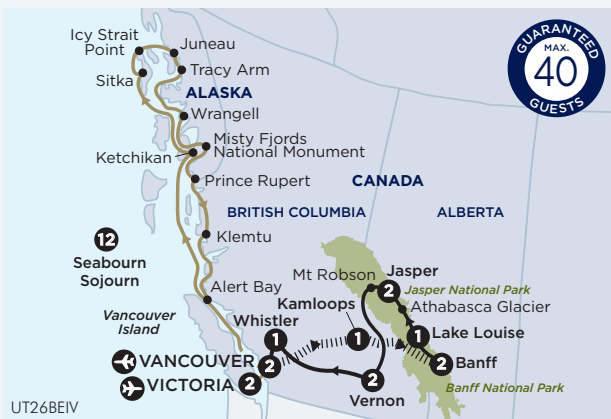 GUARANTEED
MAX.
40
GUESTS
Icy Strait
Point
Juneau
Tracy Arm
Sitka
ALASKA
Wrangell
Misty Fjords
National Monument
Ketchikan
Prince Rupert
CANADA
BRITISH COLUMBIA
ALBERTA
Klemtu
12
Seabourn
Sojourn
Mt Robson
Jasper
2
Jasper National Park
Alert Bay
Kamloops
Athabasca Glacier
Vancouver
Island
Whistler
1
1
1
Lake Louise
VANCOUVER
2
2
Banff
VICTORIA
2
2
Vernon
Banff National Park
UT26BEIV